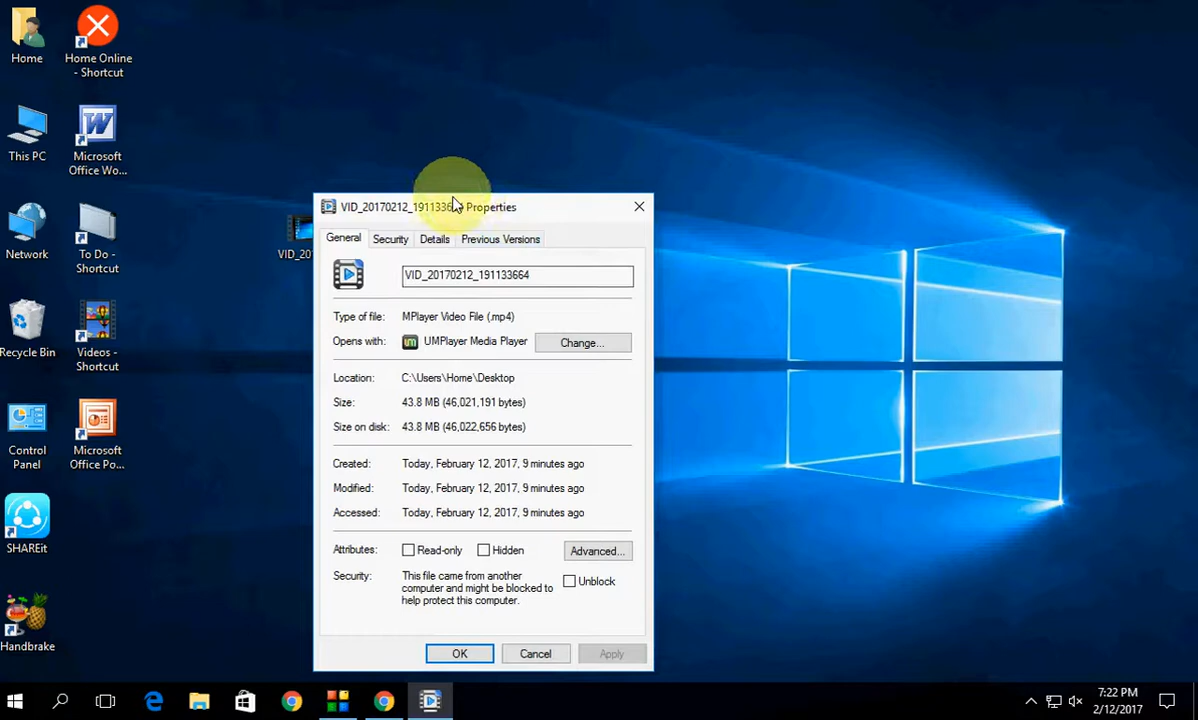 Home
Home Online
- Shortcut
This PC
Microsoft
Office Wo...
Network
To Do -
Shortcut
Recycle Bin
Videos -
Shortcut
Control
Panel
Microsoft
Office Po...
SHAREit
Handbrake
VID_20
VID_20170212_1911336 Properties
General
Security
Details
Previous Versions
VID_20170212_191133664
Type of file: MPlayer Video File (.mp4)
Opens with: UMPlayer Media Player Change...
Location: C:\Users\Home\Desktop
Size: 43.8 MB (46,021,191 bytes)
Size on disk: 43.8 MB (46,022,656 bytes)
Created: Today, February 12, 2017, 9 minutes ago
Modified: Today, February 12, 2017, 9 minutes ago
Accessed: Today, February 12, 2017, 9 minutes ago
Attributes: Read-only Hidden Advanced...
Security: This file came from another
computer and might be blocked to
help protect this computer.
Unblock
OK Cancel Apply
7:22 PM
2/12/2017